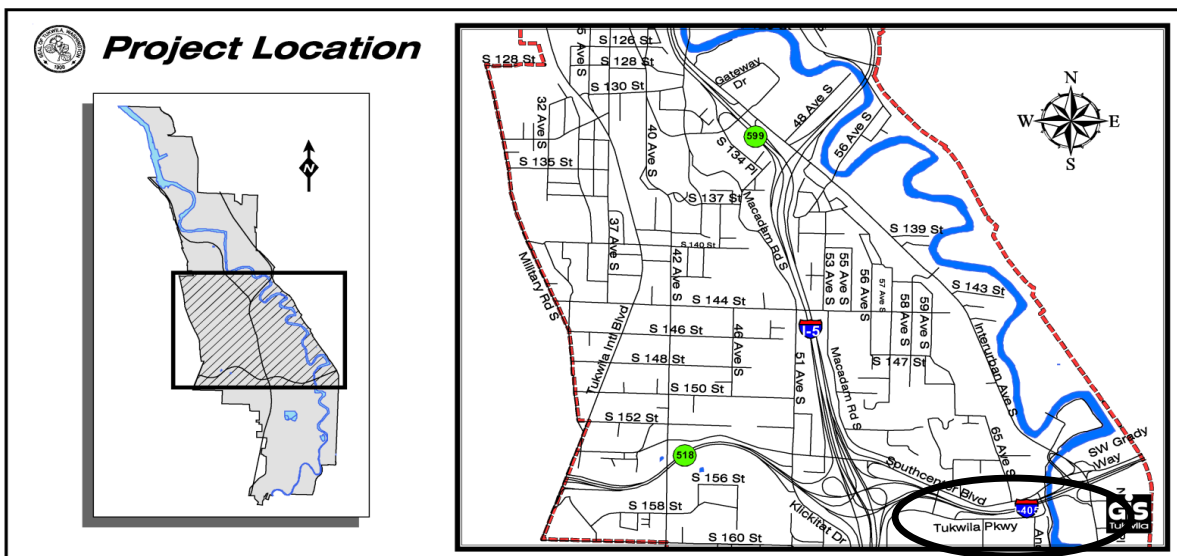 Project Location
SEAL OF TUKWILA, WASHINGTON
1908
N
N
W
E
S
S 126 St
S 128 St
S 128 St
S 130 St
Gateway
Dr
48 Ave S
56 Ave S
32 Ave S
40 Ave S
599
S 134 Pl
S 135 St
S 137 St
Macadam Rd S
37 Ave S
S 139 St
S 140 St
Military Rd S
42 Ave S
53 Ave S
55 Ave S
56 Ave S
57 Ave S
58 Ave S
59 Ave S
S 143 St
S 144 St
Tukwila Intl Blvd
I-5
S 146 St
46 Ave S
Interurban Ave S
S 147 St
S 148 St
51 Ave S
Macadam Rd S
S 150 St
S 152 St
65 Ave S
SW Grady
Way
518
Southcenter Blvd
S 156 St
S 158 St
Klickitat Dr
-405
Tukwila Pkwy
GIS
Tukwila
S 160 St